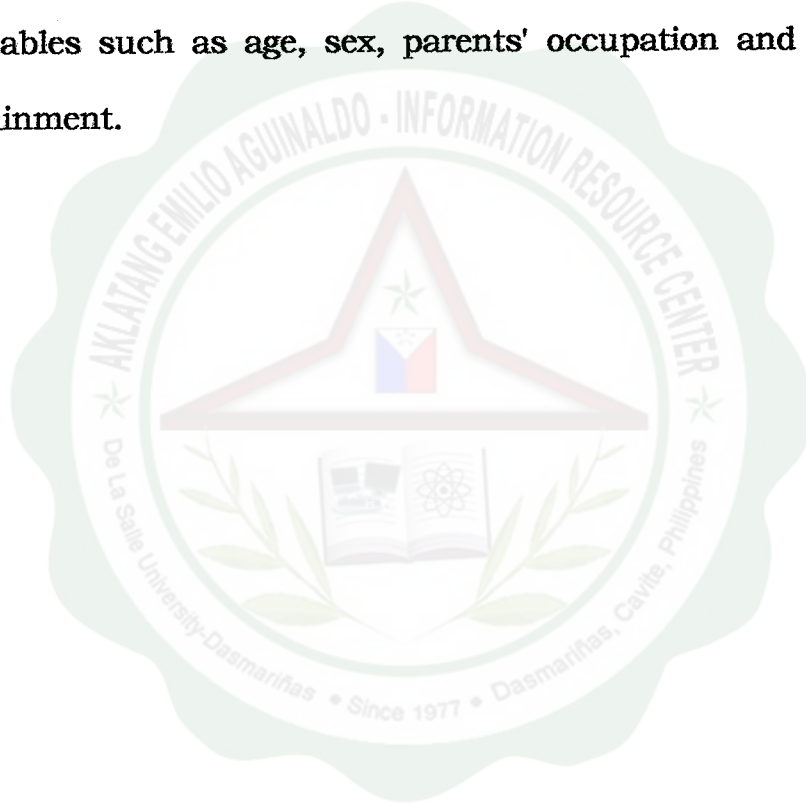 ables such as age, sex, parents' occupation and
inment.
AKLATANG EMILIO AGUINALDO - INFORMATION RESOURCE CENTER
De La Salle University-Dasmariñas • Since 1977 • Dasmariñas, Cavite, Philippines